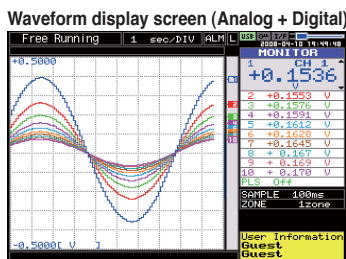 Waveform display screen (Analog + Digital)
Free Running 1 sec/DIV ALM L USB I/F
2008-04-10 19:49:48
MONITOR
+0.5000
1 CH 1
+0.1536
V
2 +0.1553 V
3 +0.1576 V
4 +0.1591 V
5 +0.1612 V
6 +0.1628 V
7 +0.1645 V
8 + 0.167 V
9 + 0.169 V
10 + 0.170 V
PLS Off
SAMPLE 100ms
ZONE 1zone
User Information
Guest
Guest
-0.5000[ V ]